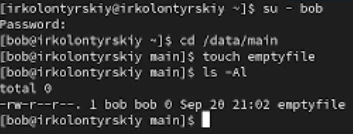 [irkolontyrskiy@irkolontyrskiy ~]$ su - bob
Password:
[bob@irkolontyrskiy ~]$ cd /data/main
[bob@irkolontyrskiy main]$ touch emptyfile
[bob@irkolontyrskiy main]$ ls -Al
total 0
-rw-r--r--. 1 bob bob 0 Sep 20 21:02 emptyfile
[bob@irkolontyrskiy main]$